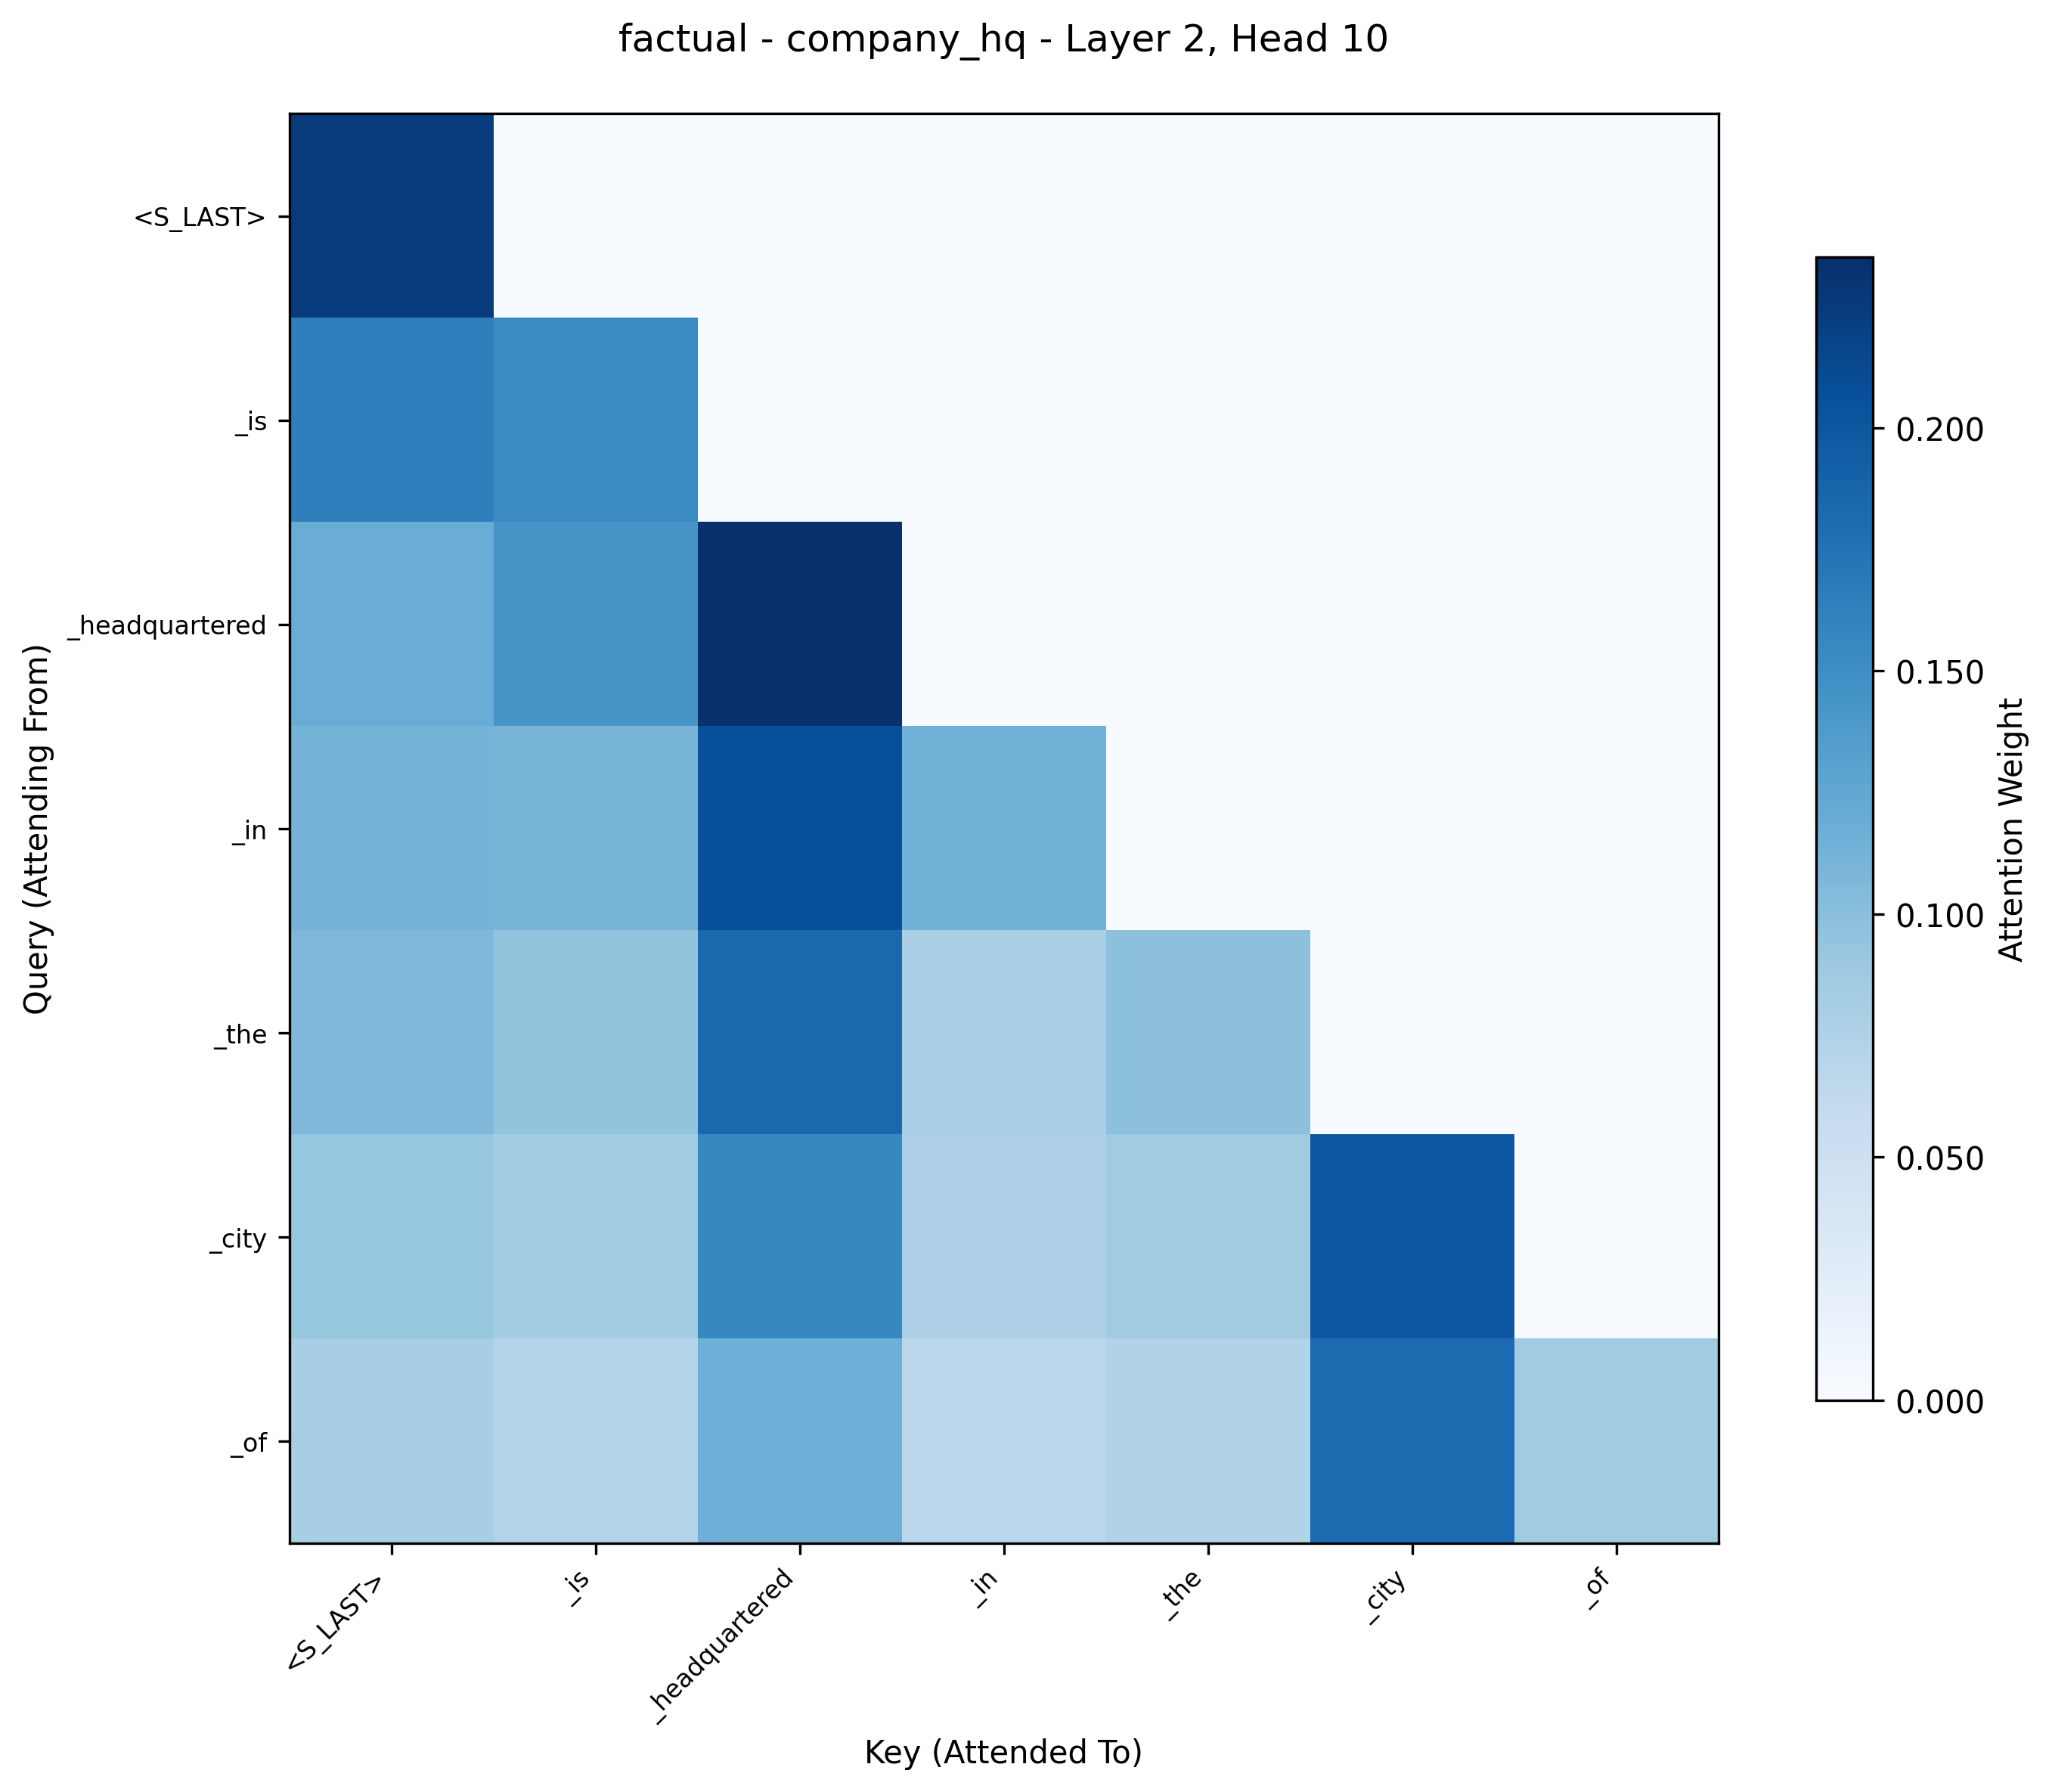 factual - company_hq - Layer 2, Head 10
Query (Attending From)
<S_LAST>
_is
_headquartered
_in
_the
_city
_of
<S_LAST>
_is
_headquartered
_in
_the
_city
_of
Key (Attended To)
0.200
0.150
0.100
0.050
0.000
Attention Weight